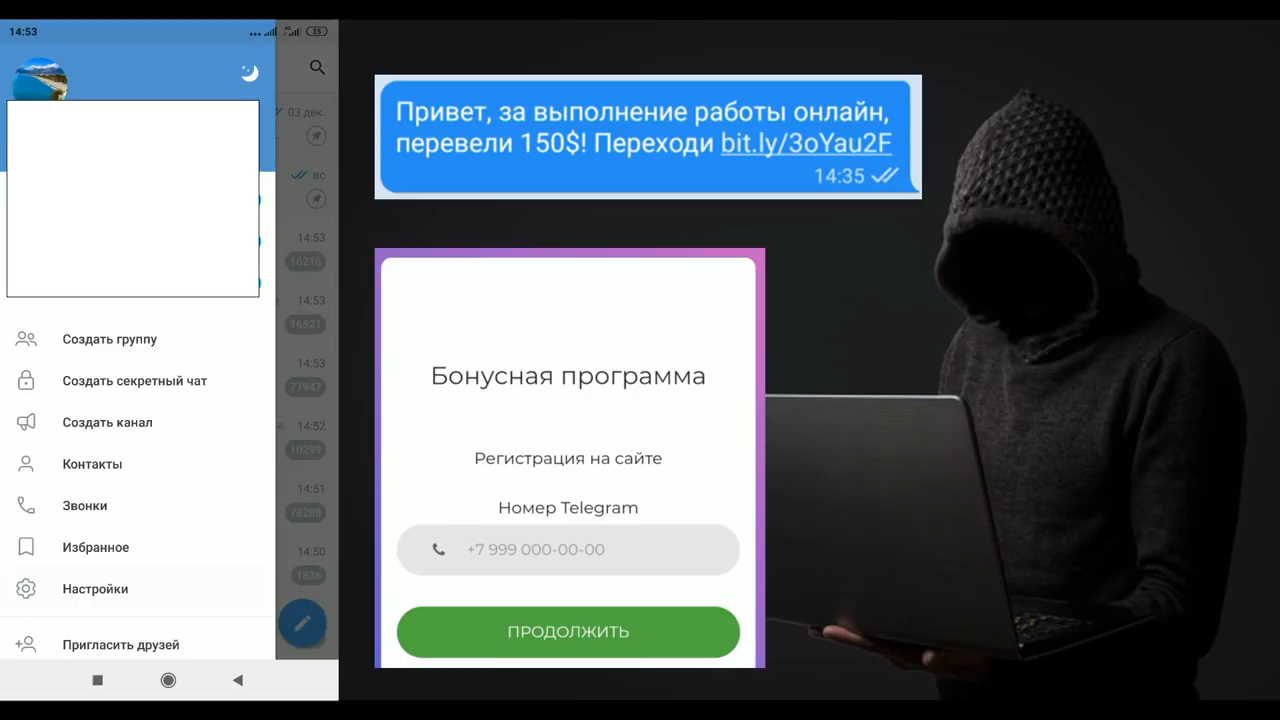 14:53
35
03 дек.
вс
14:53
16216
14:53
16521
14:53
77947
14:52
10299
14:51
78288
14:50
1836
Создать группу
Создать секретный чат
Создать канал
Контакты
Звонки
Избранное
Настройки
Пригласить друзей
Привет, за выполнение работы онлайн,
перевели 150$! Переходи bit.ly/3oYau2F
14:35
Бонусная программа
Регистрация на сайте
Номер Telegram
+7 999 000-00-00
ПРОДОЛЖИТЬ